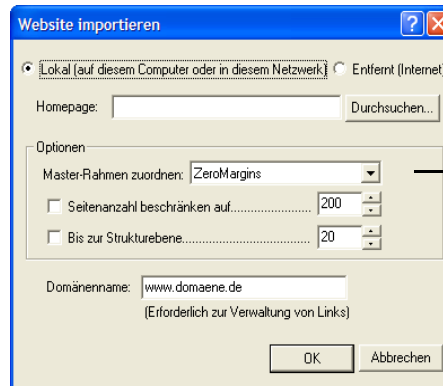 Website importieren
Lokal (auf diesem Computer oder in diesem Netzwerk) Entfernt (Internet)
Homepage: Durchsuchen...
Optionen
Master-Rahmen zuordnen: ZeroMargins
Seitenanzahl beschränken auf...................... 200
Bis zur Strukturebene................................... 20
Domänenname: www.domaene.de
(Erforderlich zur Verwaltung von Links)
OK Abbrechen